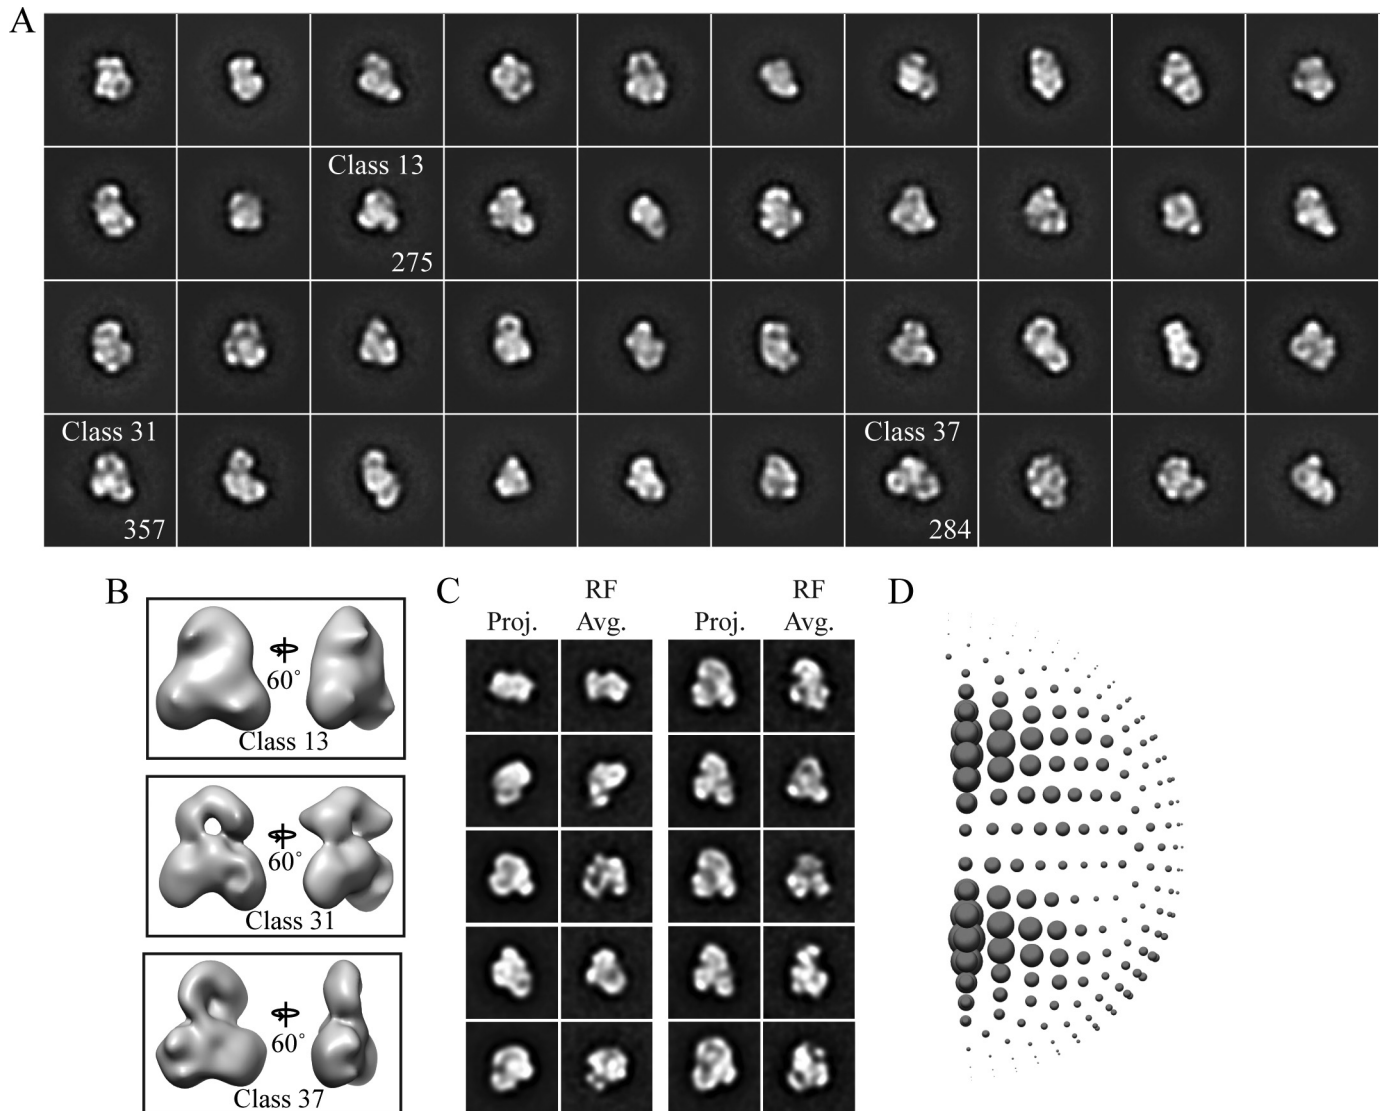 A
Class 13
275
Class 31
357
Class 37
284
B
60°
Class 13
60°
Class 31
60°
Class 37
C
RF
RF
Proj.
Avg.
Proj.
Avg.
D